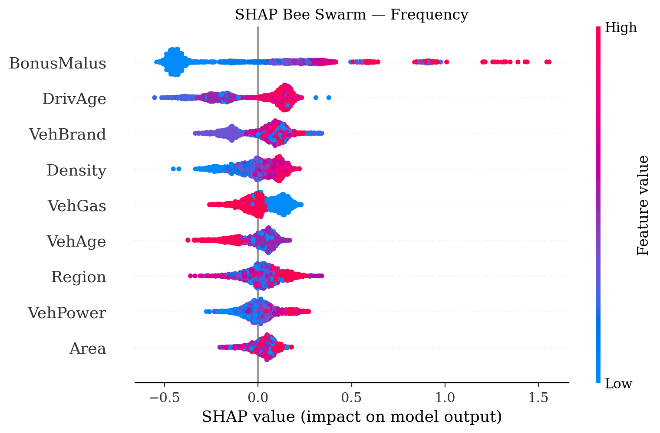 SHAP Bee Swarm — Frequency
High
BonusMalus
DrivAge
VehBrand
Density
VehGas
VehAge
Region
VehPower
Area
Feature value
Low
−0.5 0.0 0.5 1.0 1.5
SHAP value (impact on model output)